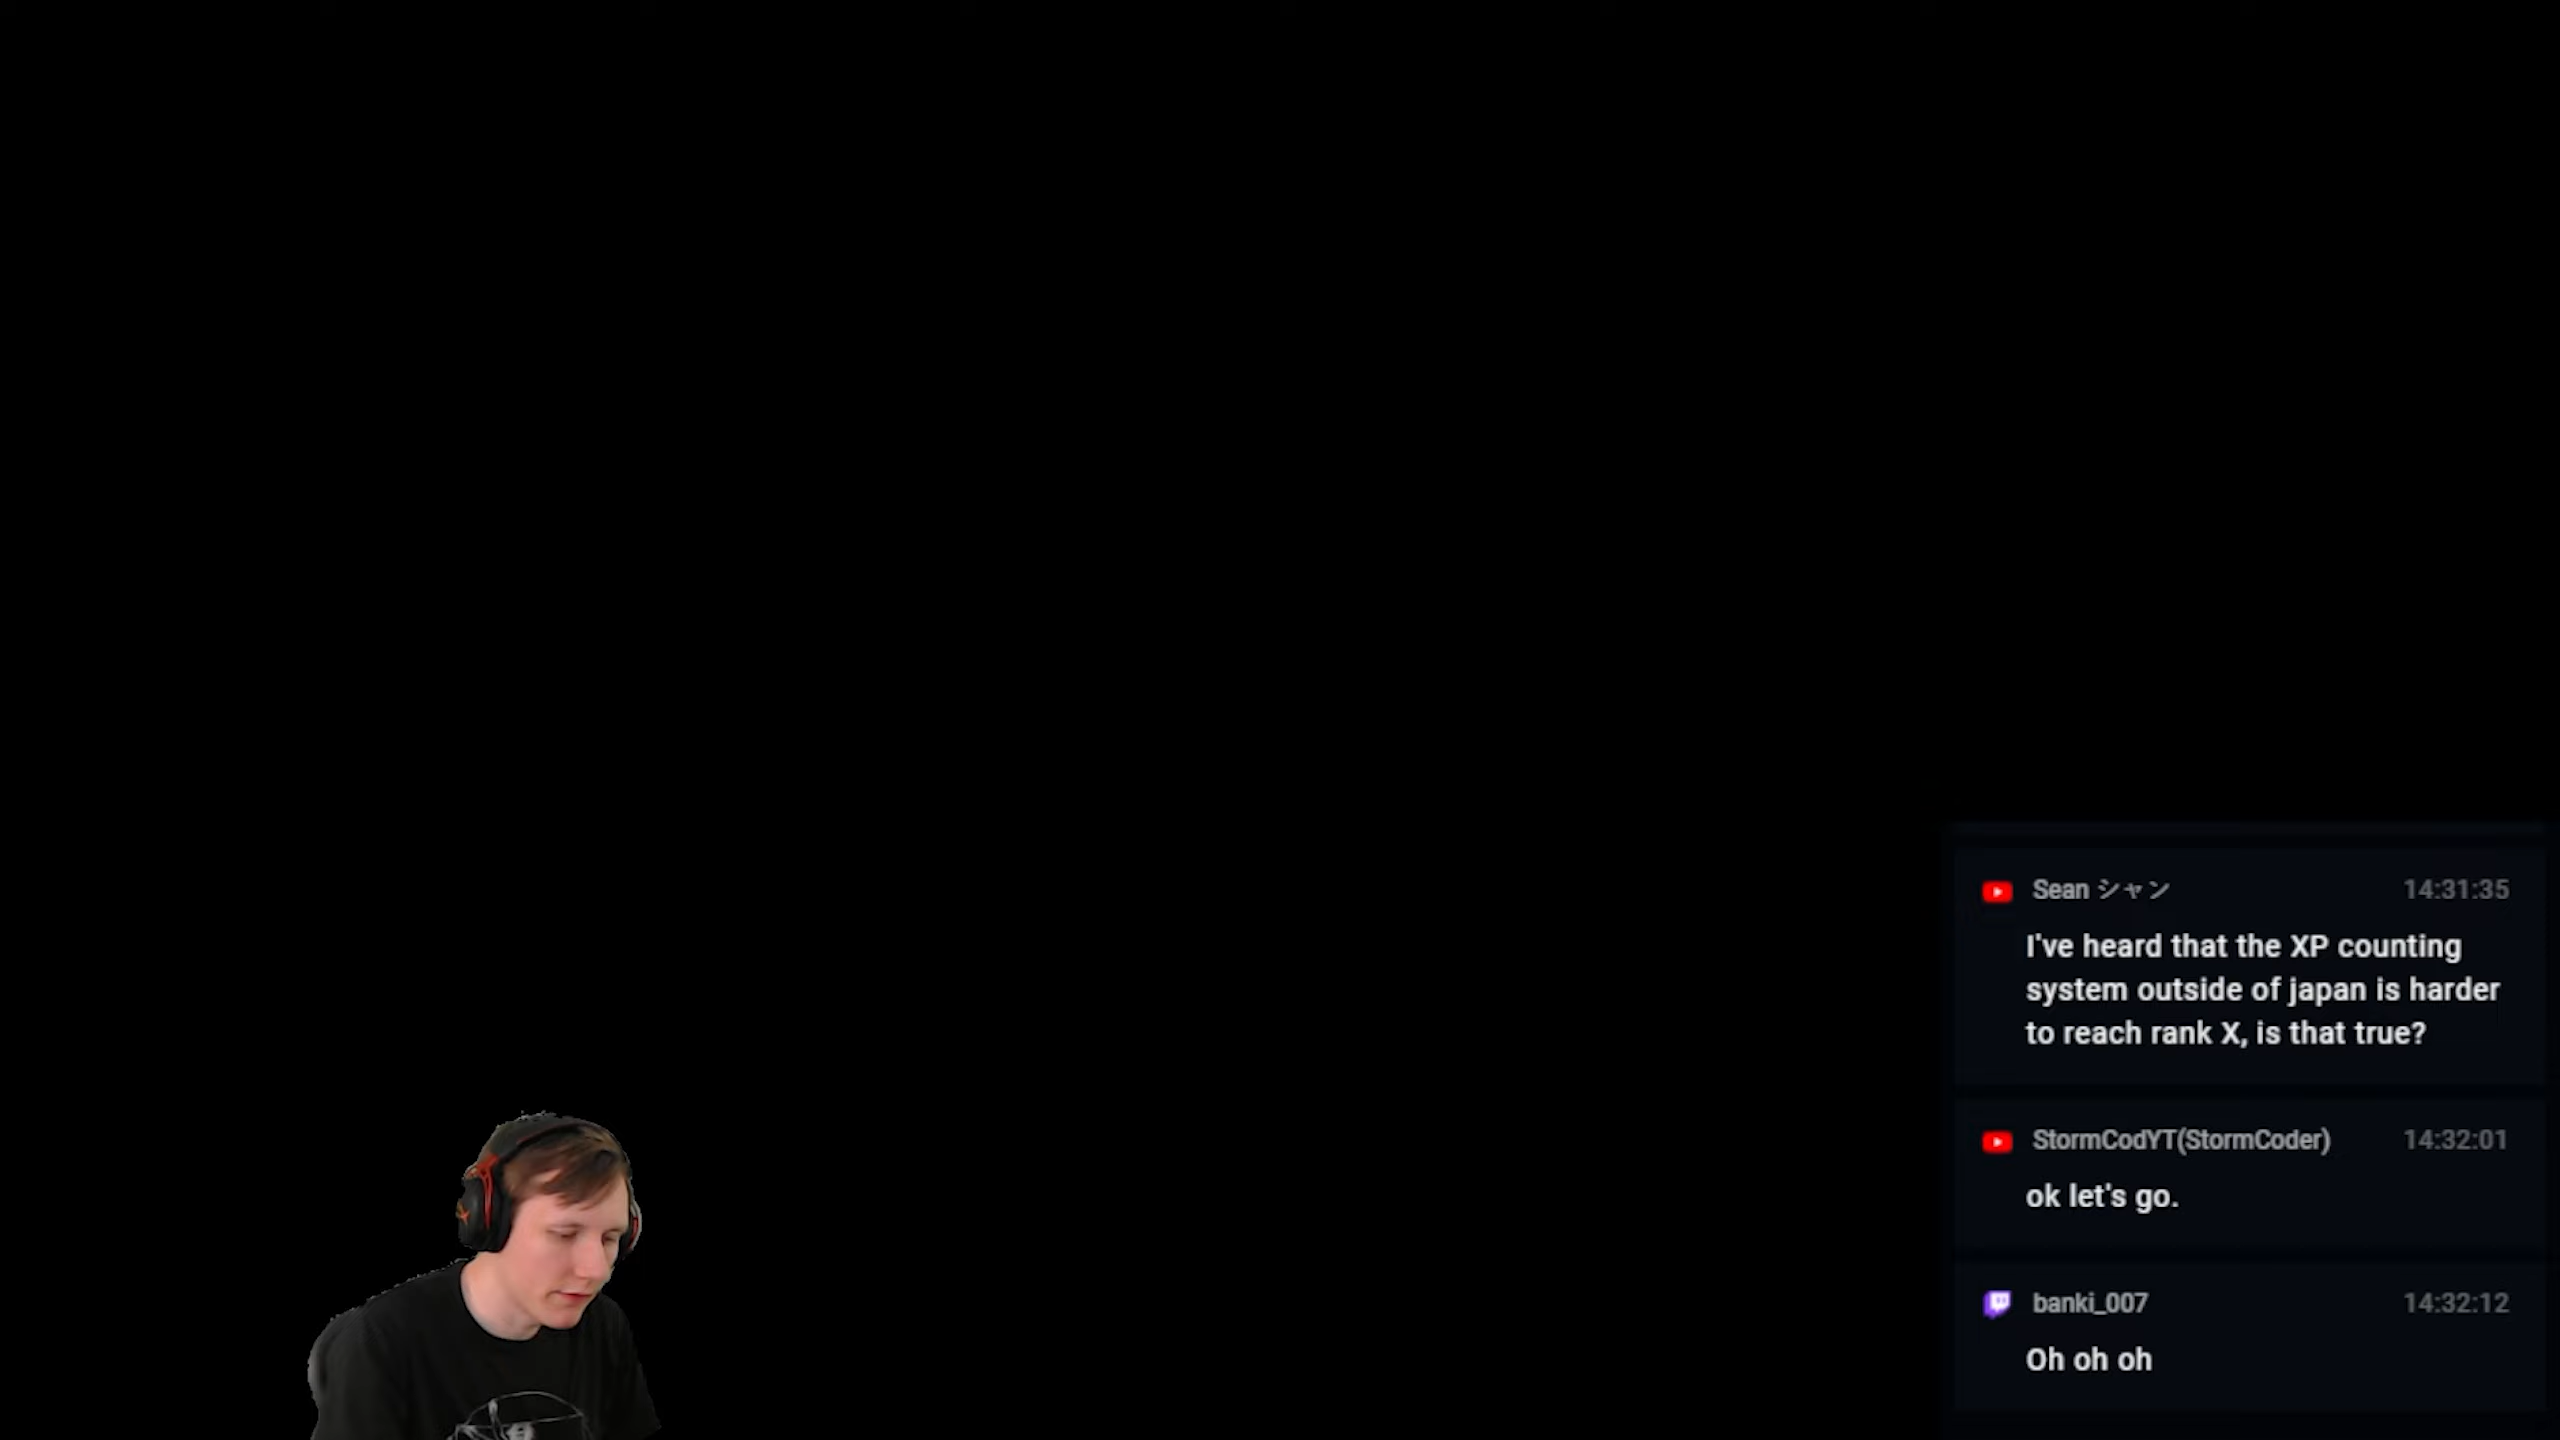 Sean シャン 14:31:35
I've heard that the XP counting
system outside of japan is harder
to reach rank X, is that true?
StormCodYT(StormCoder) 14:32:01
ok let's go.
banki_007 14:32:12
Oh oh oh